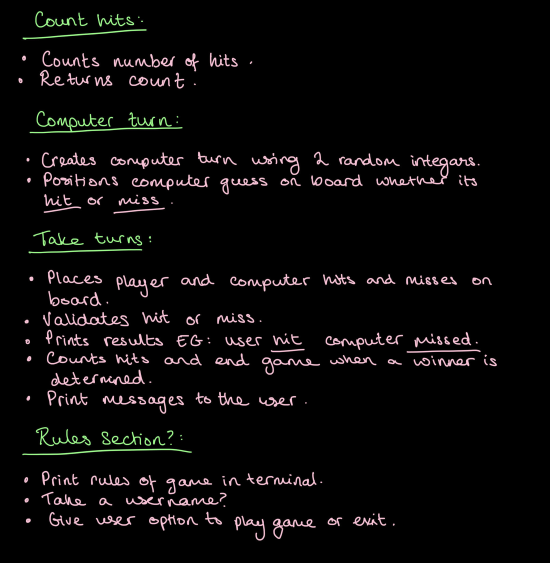 Count hits:
• Counts number of hits.
• Returns count.
Computer turn:
• Creates computer turn using 2 random integars.
• Positions computer guess on board whether its
hit or miss.
Take turns:
• Places player and computer hits and misses on
board.
• Validates hit or miss.
• Prints results EG: user hit computer missed.
• Counts hits and end game when a winner is
determined.
• Print messages to the user.
Rules Section?:
• Print rules of game in terminal.
• Take a username?
• Give user option to play game or exit.